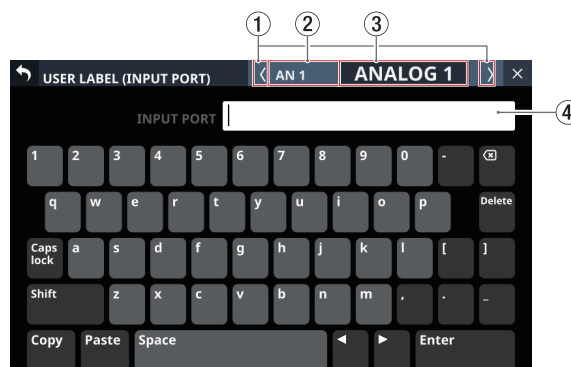 ① ② ③
USER LABEL (INPUT PORT) AN 1 ANALOG 1
INPUT PORT
④
1 2 3 4 5 6 7 8 9 0 -
q w e r t y u i o p Delete
Caps lock a s d f g h j k l [ ]
Shift z x c v b n m , . _
Copy Paste Space Enter